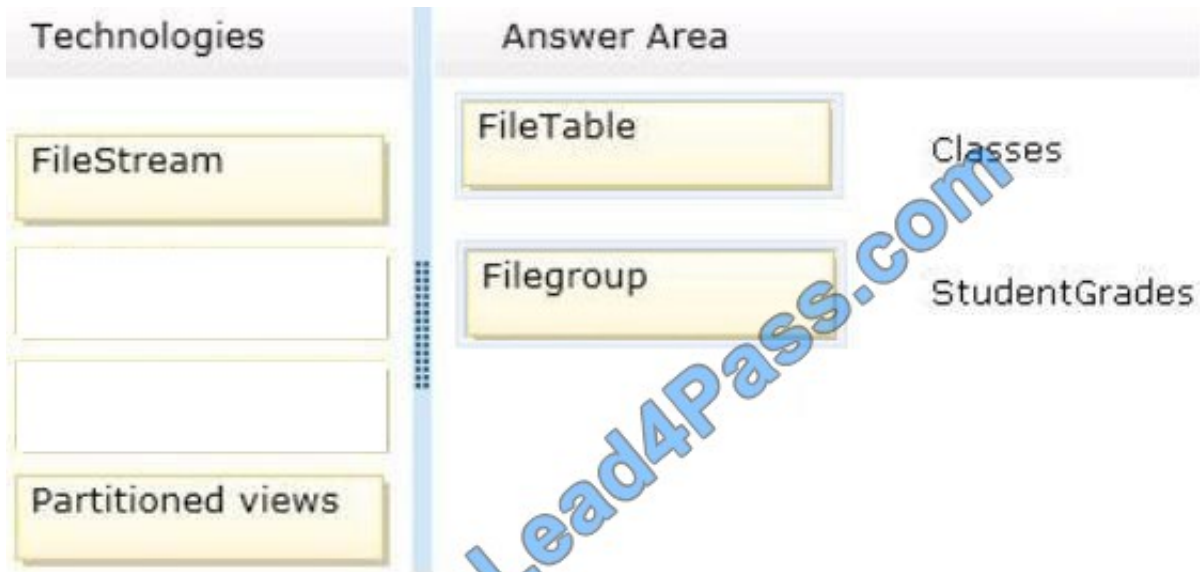 Technologies
Answer Area
FileStream
Partitioned views
FileTable
Classes
Filegroup
StudentGrades
Lead4Pass.com